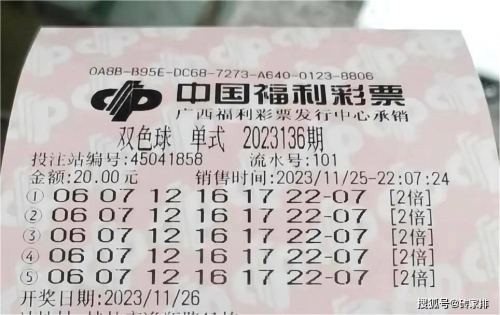 0A8B-B95E-DC6B-7273-A640-0123-8806
中国福利彩票
广西福利彩票发行中心承销
双色球 单式 2023136期
投注站编号:45041858 流水号:101
金额:20.00元 销售时间:2023/11/25-22:07:24
① 06 07 12 16 17 22-07 [2倍]
② 06 07 12 16 17 22-07 [2倍]
③ 06 07 12 16 17 22-07 [2倍]
④ 06 07 12 16 17 22-07 [2倍]
⑤ 06 07 12 16 17 22-07 [2倍]
开奖日期:2023/11/26
搜狐号@砖家排